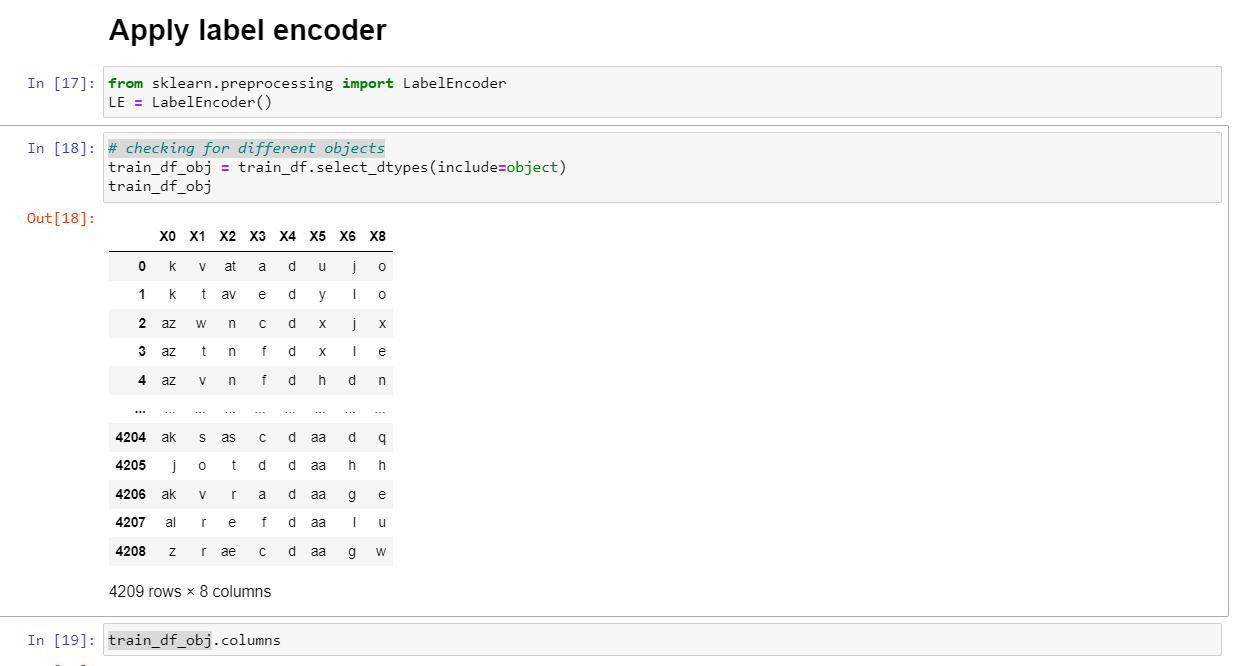 Apply label encoder
In [17]: from sklearn.preprocessing import LabelEncoder
LE = LabelEncoder()
In [18]: # checking for different objects
train_df_obj = train_df.select_dtypes(include=object)
train_df_obj
Out[18]:
X0 X1 X2 X3 X4 X5 X6 X8
0 k v at a d u j o
1 k t av e d y l o
2 az w n c d x j x
3 az t n f d x l e
4 az v n f d h d n
... ... ... ... ... ... ... ... ...
4204 ak s as c d aa d q
4205 j o t d d aa h h
4206 ak v r a d aa g e
4207 al r e f d aa l u
4208 z r ae c d aa g w
4209 rows × 8 columns
In [19]: train_df_obj.columns